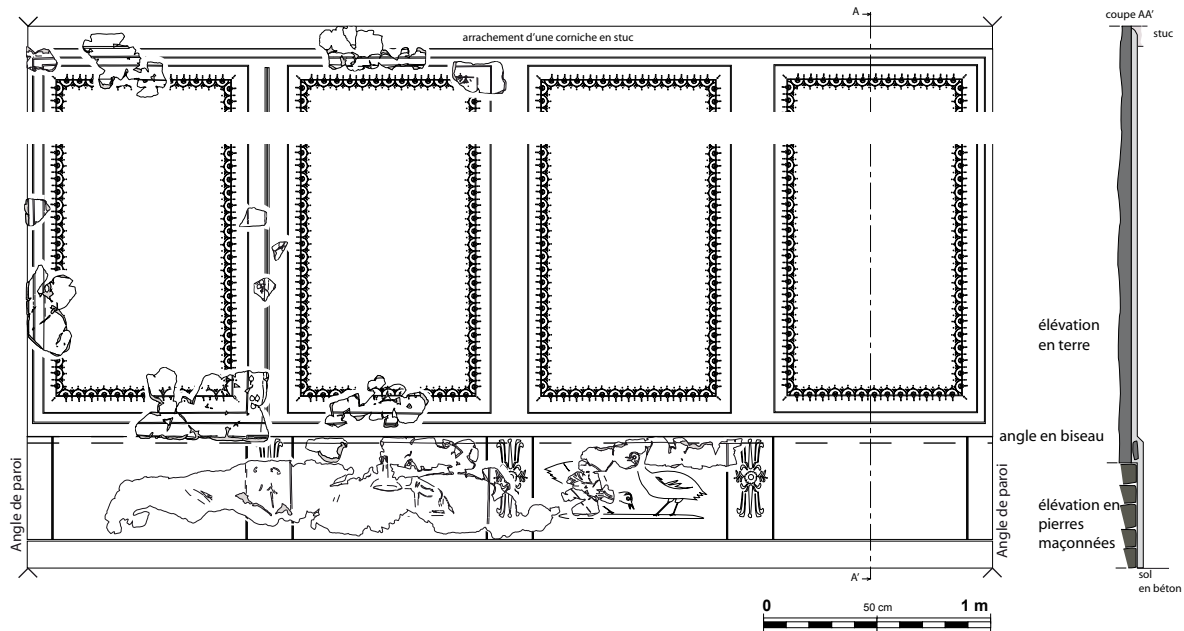 A
coupe AA’
stuc
arrachement d’une corniche en stuc
élévation
en terre
angle en biseau
Angle de paroi
Angle de paroi
élévation en
pierres
maçonnées
A’
sol
en béton
0 50 cm 1 m